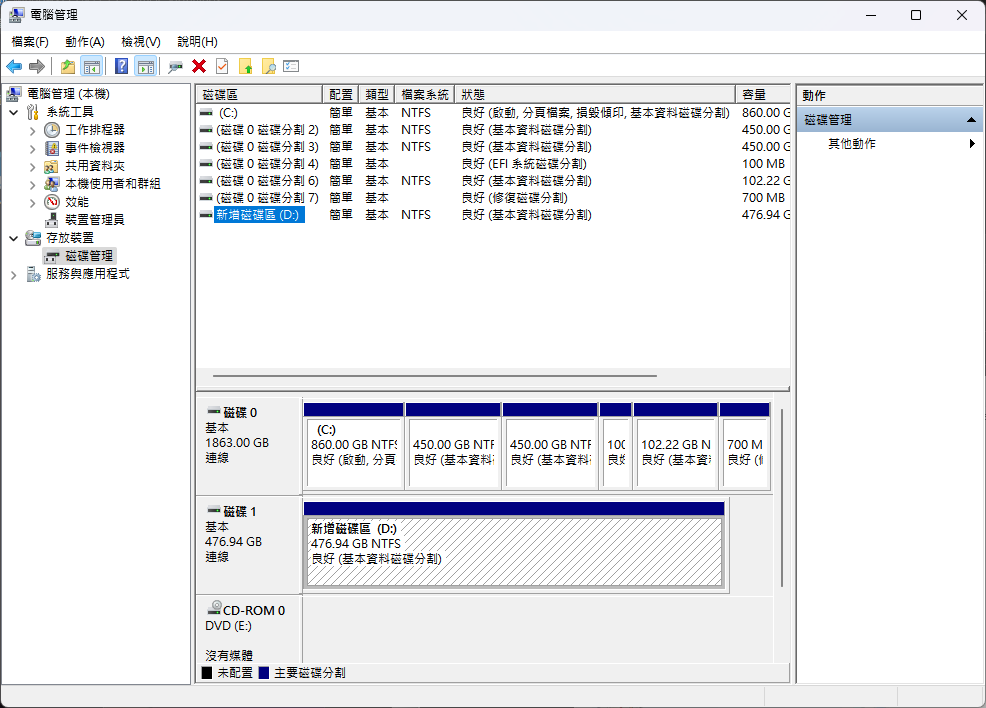 電腦管理
檔案(F) 動作(A) 檢視(V) 說明(H)
電腦管理 (本機)
系統工具
工作排程器
事件檢視器
共用資料夾
本機使用者和群組
效能
裝置管理員
存放裝置
磁碟管理
服務與應用程式
磁碟區 配置 類型 檔案系統 狀態 容量
(C:) 簡單 基本 NTFS 良好 (啟動, 分頁檔案, 損毀傾印, 基本資料磁碟分割) 860.00 G
(磁碟 0 磁碟分割 2) 簡單 基本 NTFS 良好 (基本資料磁碟分割) 450.00 G
(磁碟 0 磁碟分割 3) 簡單 基本 NTFS 良好 (基本資料磁碟分割) 450.00 G
(磁碟 0 磁碟分割 4) 簡單 基本 良好 (EFI 系統磁碟分割) 100 MB
(磁碟 0 磁碟分割 6) 簡單 基本 NTFS 良好 (基本資料磁碟分割) 102.22 G
(磁碟 0 磁碟分割 7) 簡單 基本 良好 (修復磁碟分割) 700 MB
新增磁碟區 (D:) 簡單 基本 NTFS 良好 (基本資料磁碟分割) 476.94 G
磁碟 0
基本
1863.00 GB
連線
(C:)
860.00 GB NTFS
良好 (啟動, 分頁
450.00 GB NTF
良好 (基本資料
450.00 GB NTF
良好 (基本資料
100
良好
102.22 GB N
良好 (基本資
700 M
良好 (
磁碟 1
基本
476.94 GB
連線
新增磁碟區 (D:)
476.94 GB NTFS
良好 (基本資料磁碟分割)
CD-ROM 0
DVD (E:)
沒有媒體
未配置 主要磁碟分割
動作
磁碟管理
其他動作